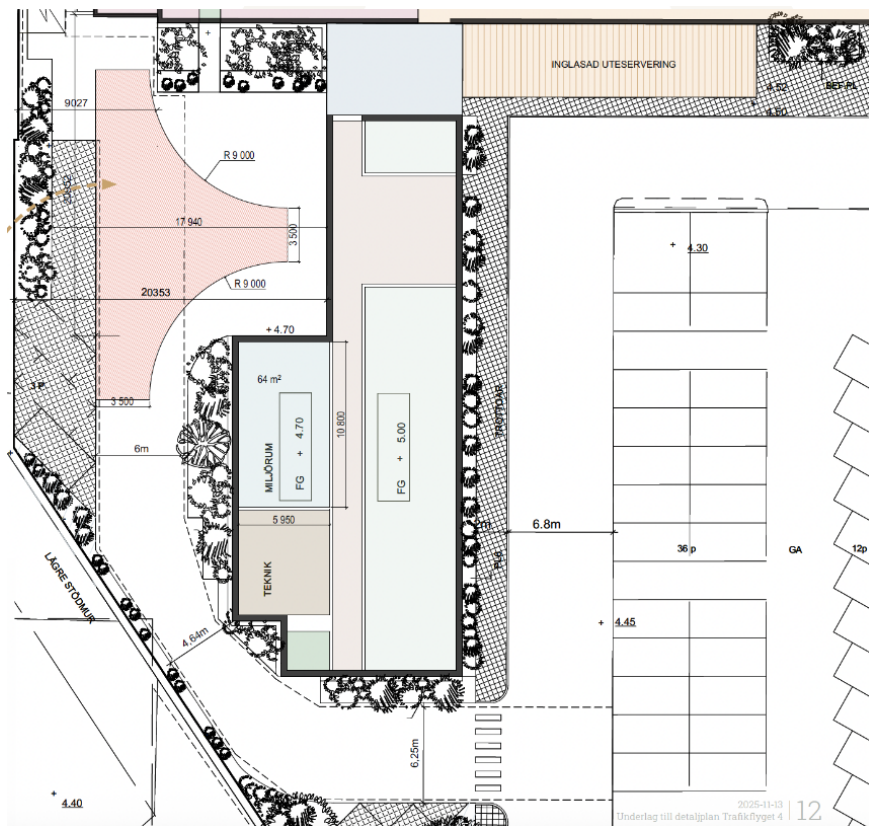 INGLASAD UTESERVERING
4.52
BEF PL
4.50
9027
R 9 000
17 940
3 500
R 9 000
20353
+ 4.70
+ 4.30
3 P
64 m²
3 500
10 800
FG + 4.70
FG + 5.00
MILJÖRUM
TROTTOAR
6m
5 950
2m
6.8m
36 p
GA
12p
TEKNIK
LÄGRE STÖDMUR
4,64m
+ 4.45
6,25m
+ 4.40
2025-11-13
Underlag till detaljplan Trafikflyget 4
12